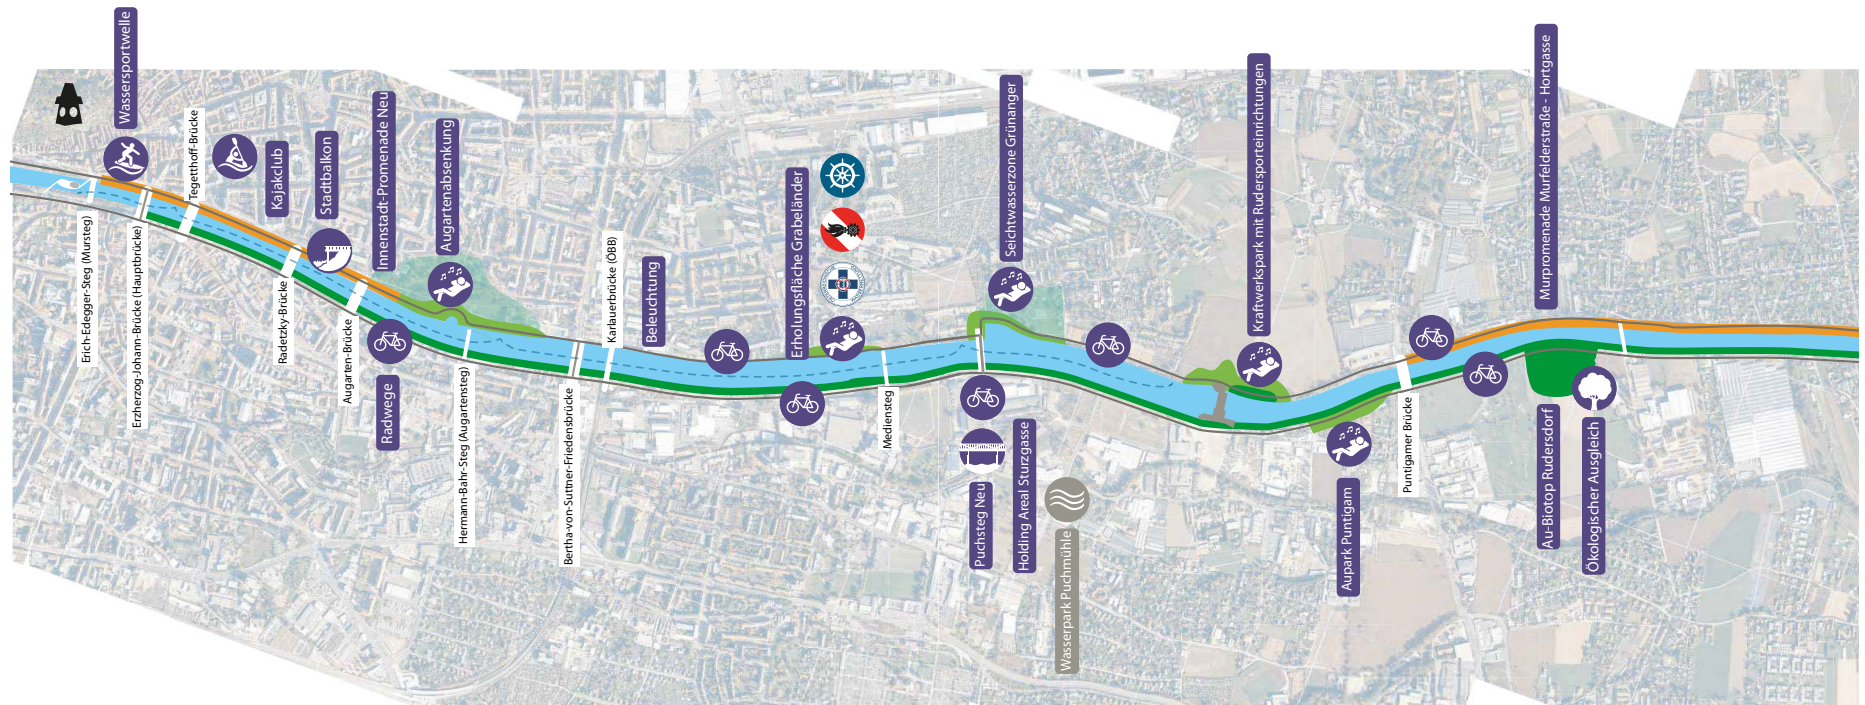 Wassersportwelle
Erich-Edegger-Steg (Mursteg)
Erzherzog-Johann-Brücke (Hauptbrücke)
Tegetthoff-Brücke
Kajakclub
Radetzky-Brücke
Stadtbalkon
Augarten-Brücke
Innenstadt-Promenade Neu
Radwege
Augartenabsenkung
Hermann-Bahr-Steg (Augartensteg)
Bertha-von-Suttner-Friedensbrücke
Karlauerbrücke (ÖBB)
Beleuchtung
Erholungsfläche Grabeländer
Mediensteg
Puchsteg Neu
Seichtwasserzone Grünanger
Holding Areal Sturzgasse
Wasserpark Puchmühle
Kraftwerkspark mit Rudersporteinrichtungen
Aupark Puntigam
Puntigamer Brücke
Murpromenade Murfelderstraße - Hortgasse
Au-Biotop Rudersdorf
Ökologischer Ausgleich